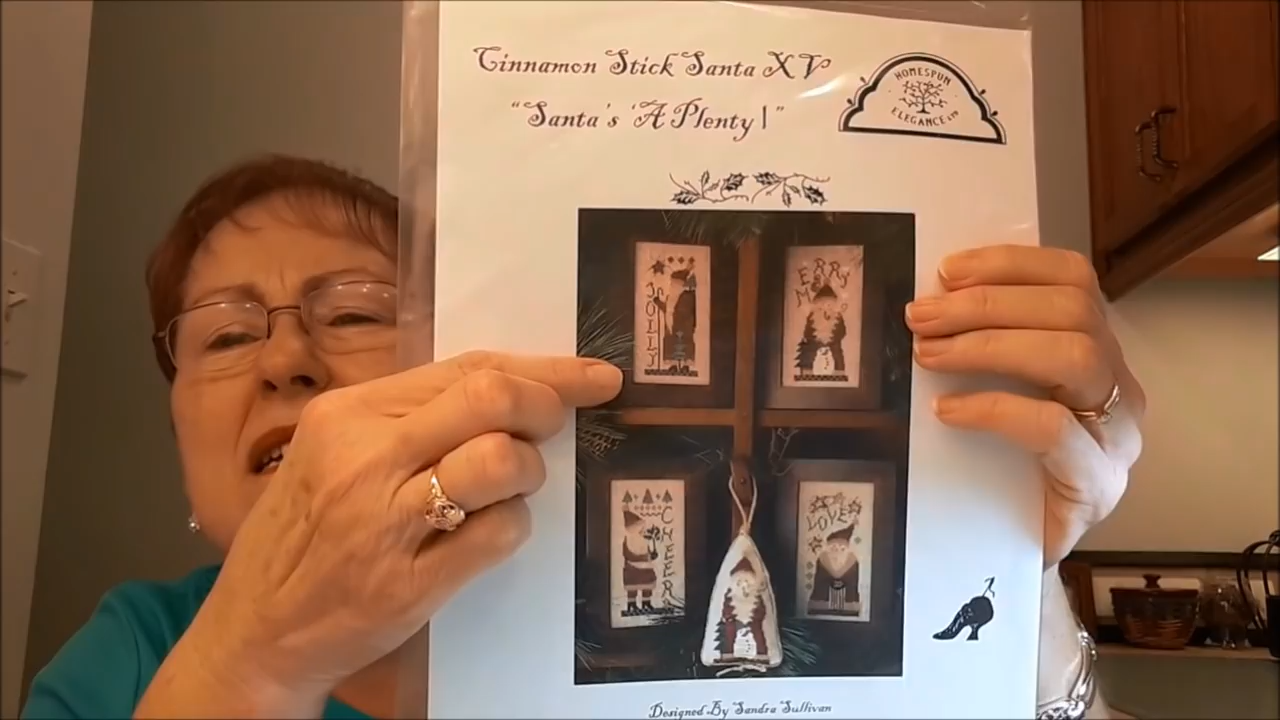 Cinnamon Stick Santa XV
"Santa's 'A Plenty!"
HOMESPUN
ELEGANCE LTD
JOLLY
MERRY
CHEER
LOVE
Designed By Sandra Sullivan